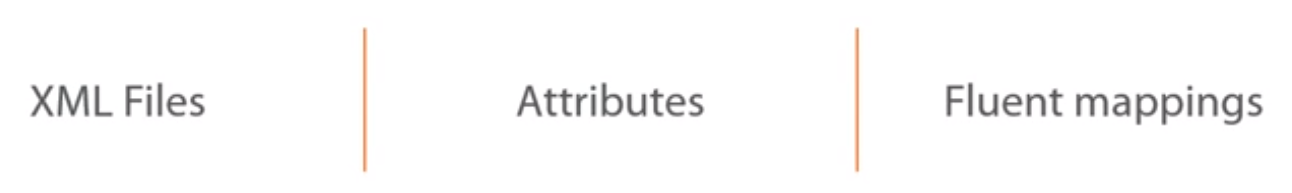 XML Files
Attributes
Fluent mappings